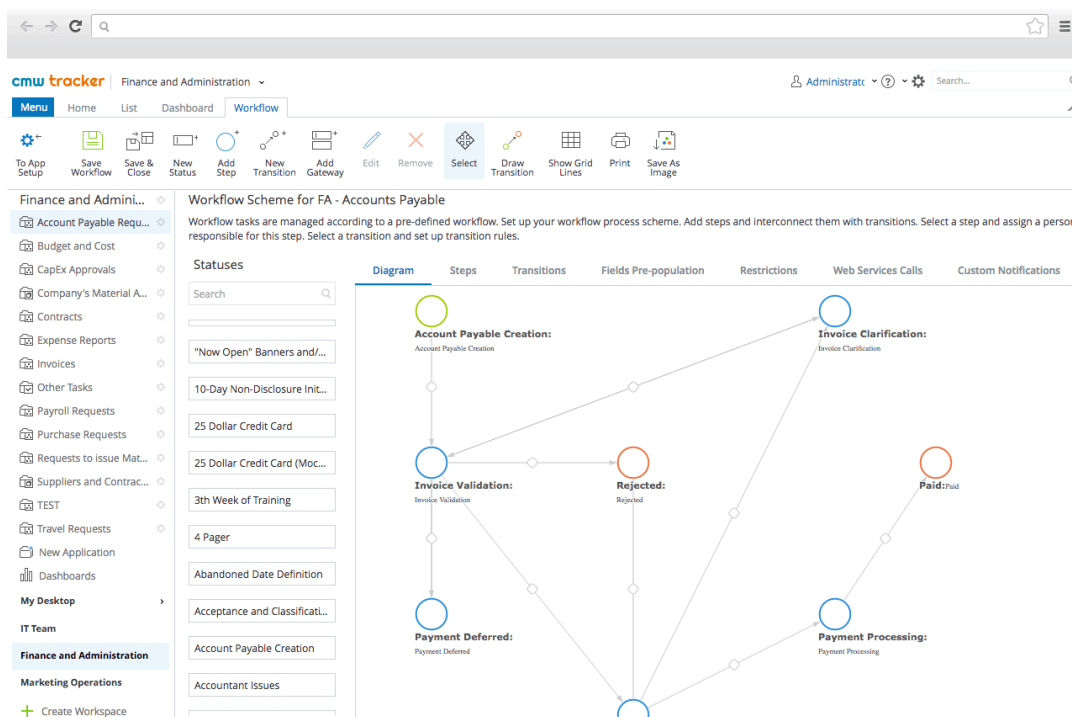 cmw tracker
Finance and Administration
Administratc
?
Search...
Menu
Home
List
Dashboard
Workflow
To App
Setup
Save
Workflow
Save &
Close
New
Status
Add
Step
New
Transition
Add
Gateway
Edit
Remove
Select
Draw
Transition
Show Grid
Lines
Print
Save As
Image
Finance and Admini...
Account Payable Requ...
Budget and Cost
CapEx Approvals
Company's Material A...
Contracts
Expense Reports
Invoices
Other Tasks
Payroll Requests
Purchase Requests
Requests to issue Mat...
Suppliers and Contrac...
TEST
Travel Requests
New Application
Dashboards
My Desktop
IT Team
Finance and Administration
Marketing Operations
Create Workspace
Workflow Scheme for FA - Accounts Payable
Workflow tasks are managed according to a pre-defined workflow. Set up your workflow process scheme. Add steps and interconnect them with transitions. Select a step and assign a person
responsible for this step. Select a transition and set up transition rules.
Statuses
Search
"Now Open" Banners and/...
10-Day Non-Disclosure Init...
25 Dollar Credit Card
25 Dollar Credit Card (Moc...
3th Week of Training
4 Pager
Abandoned Date Definition
Acceptance and Classificati...
Account Payable Creation
Accountant Issues
Diagram
Steps
Transitions
Fields Pre-population
Restrictions
Web Services Calls
Custom Notifications
Account Payable Creation:
Account Payable Creation
Invoice Clarification:
Invoice Clarification
Invoice Validation:
Invoice Validation
Rejected:
Rejected
Paid:Paid
Payment Deferred:
Payment Deferred
Payment Processing:
Payment Processing